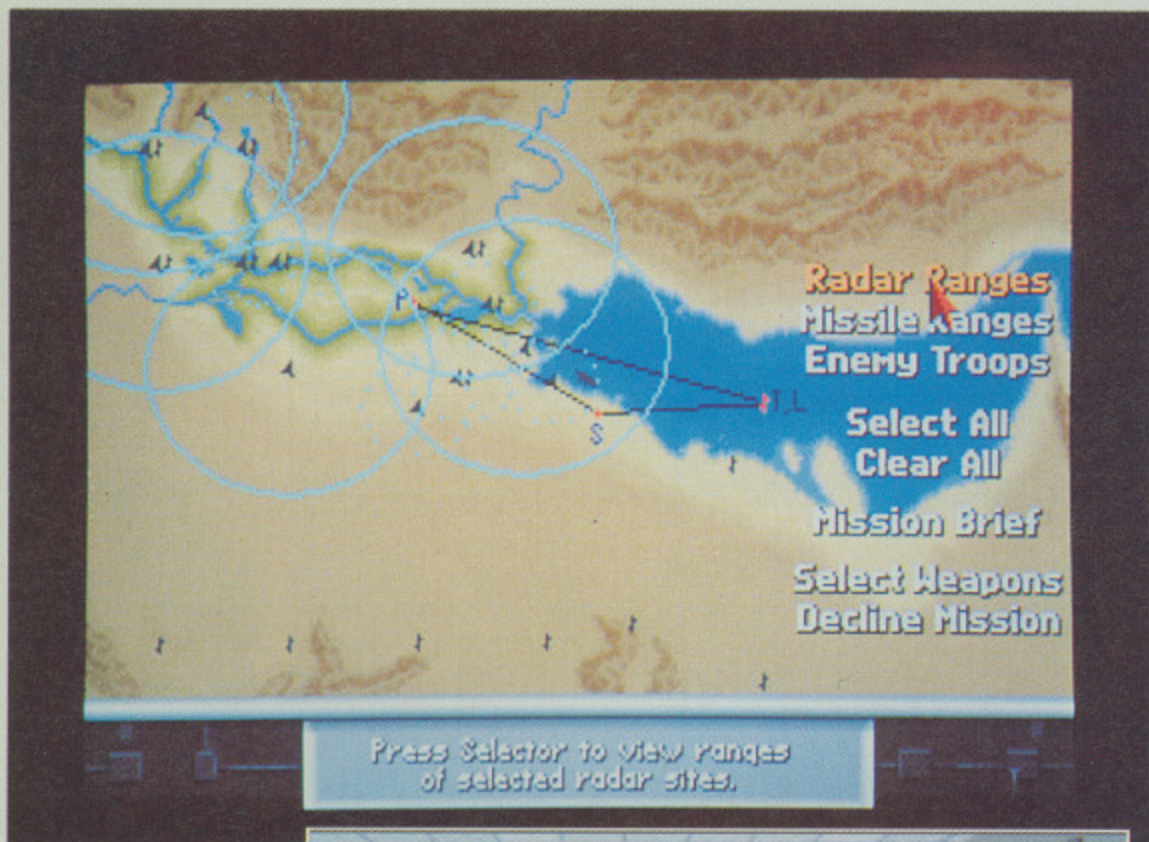 P
T,L
S
Radar Ranges
Missile Ranges
Enemy Troops
Select All
Clear All
Mission Brief
Select Weapons
Decline Mission
Press Selector to view ranges
of selected radar sites.